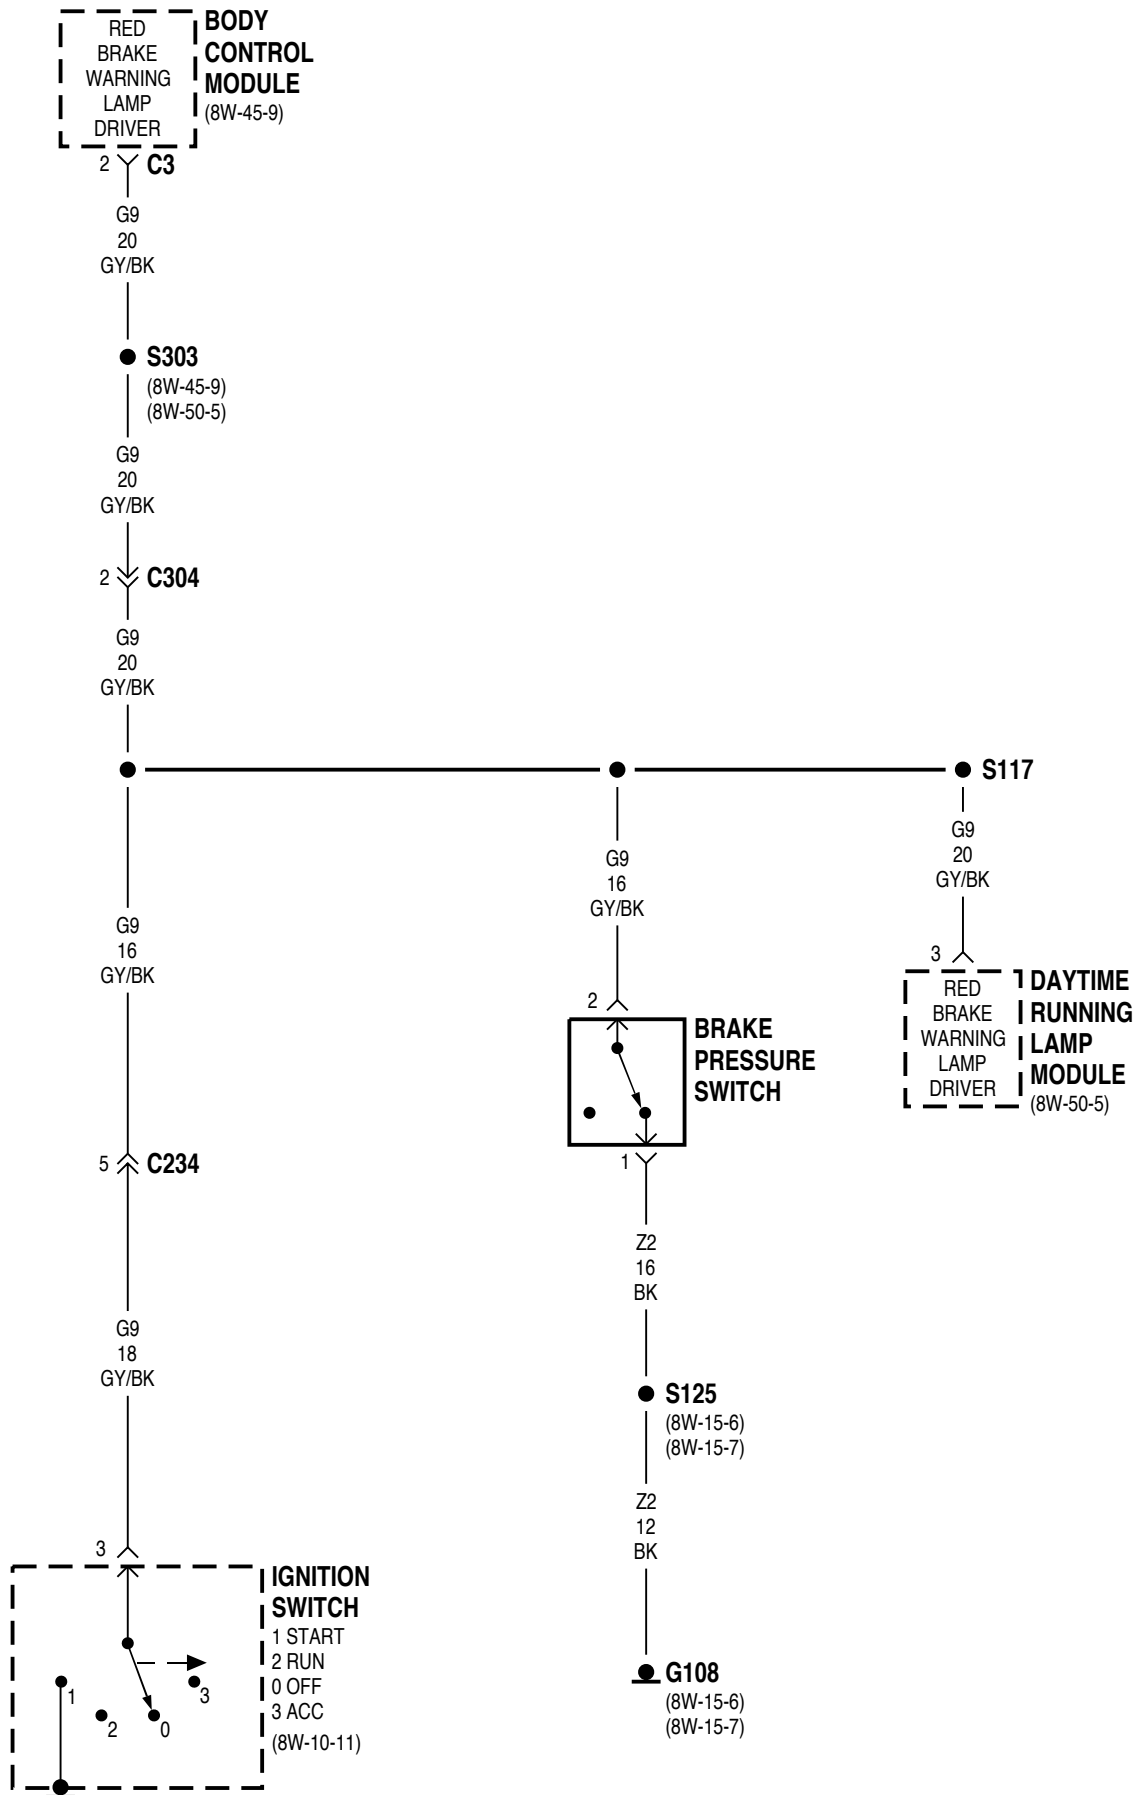 RED
BRAKE
WARNING
LAMP
DRIVER
BODY
CONTROL
MODULE
(8W-45-9)
2
C3
G9
20
GY/BK
S303
(8W-45-9)
(8W-50-5)
G9
20
GY/BK
2
C304
G9
20
GY/BK
S117
G9
16
GY/BK
G9
16
GY/BK
G9
20
GY/BK
3
RED
BRAKE
WARNING
LAMP
DRIVER
DAYTIME
RUNNING
LAMP
MODULE
(8W-50-5)
2
BRAKE
PRESSURE
SWITCH
1
5
C234
Z2
16
BK
G9
18
GY/BK
S125
(8W-15-6)
(8W-15-7)
Z2
12
BK
3
IGNITION
SWITCH
1 START
2 RUN
0 OFF
3 ACC
(8W-10-11)
1
2
0
3
G108
(8W-15-6)
(8W-15-7)